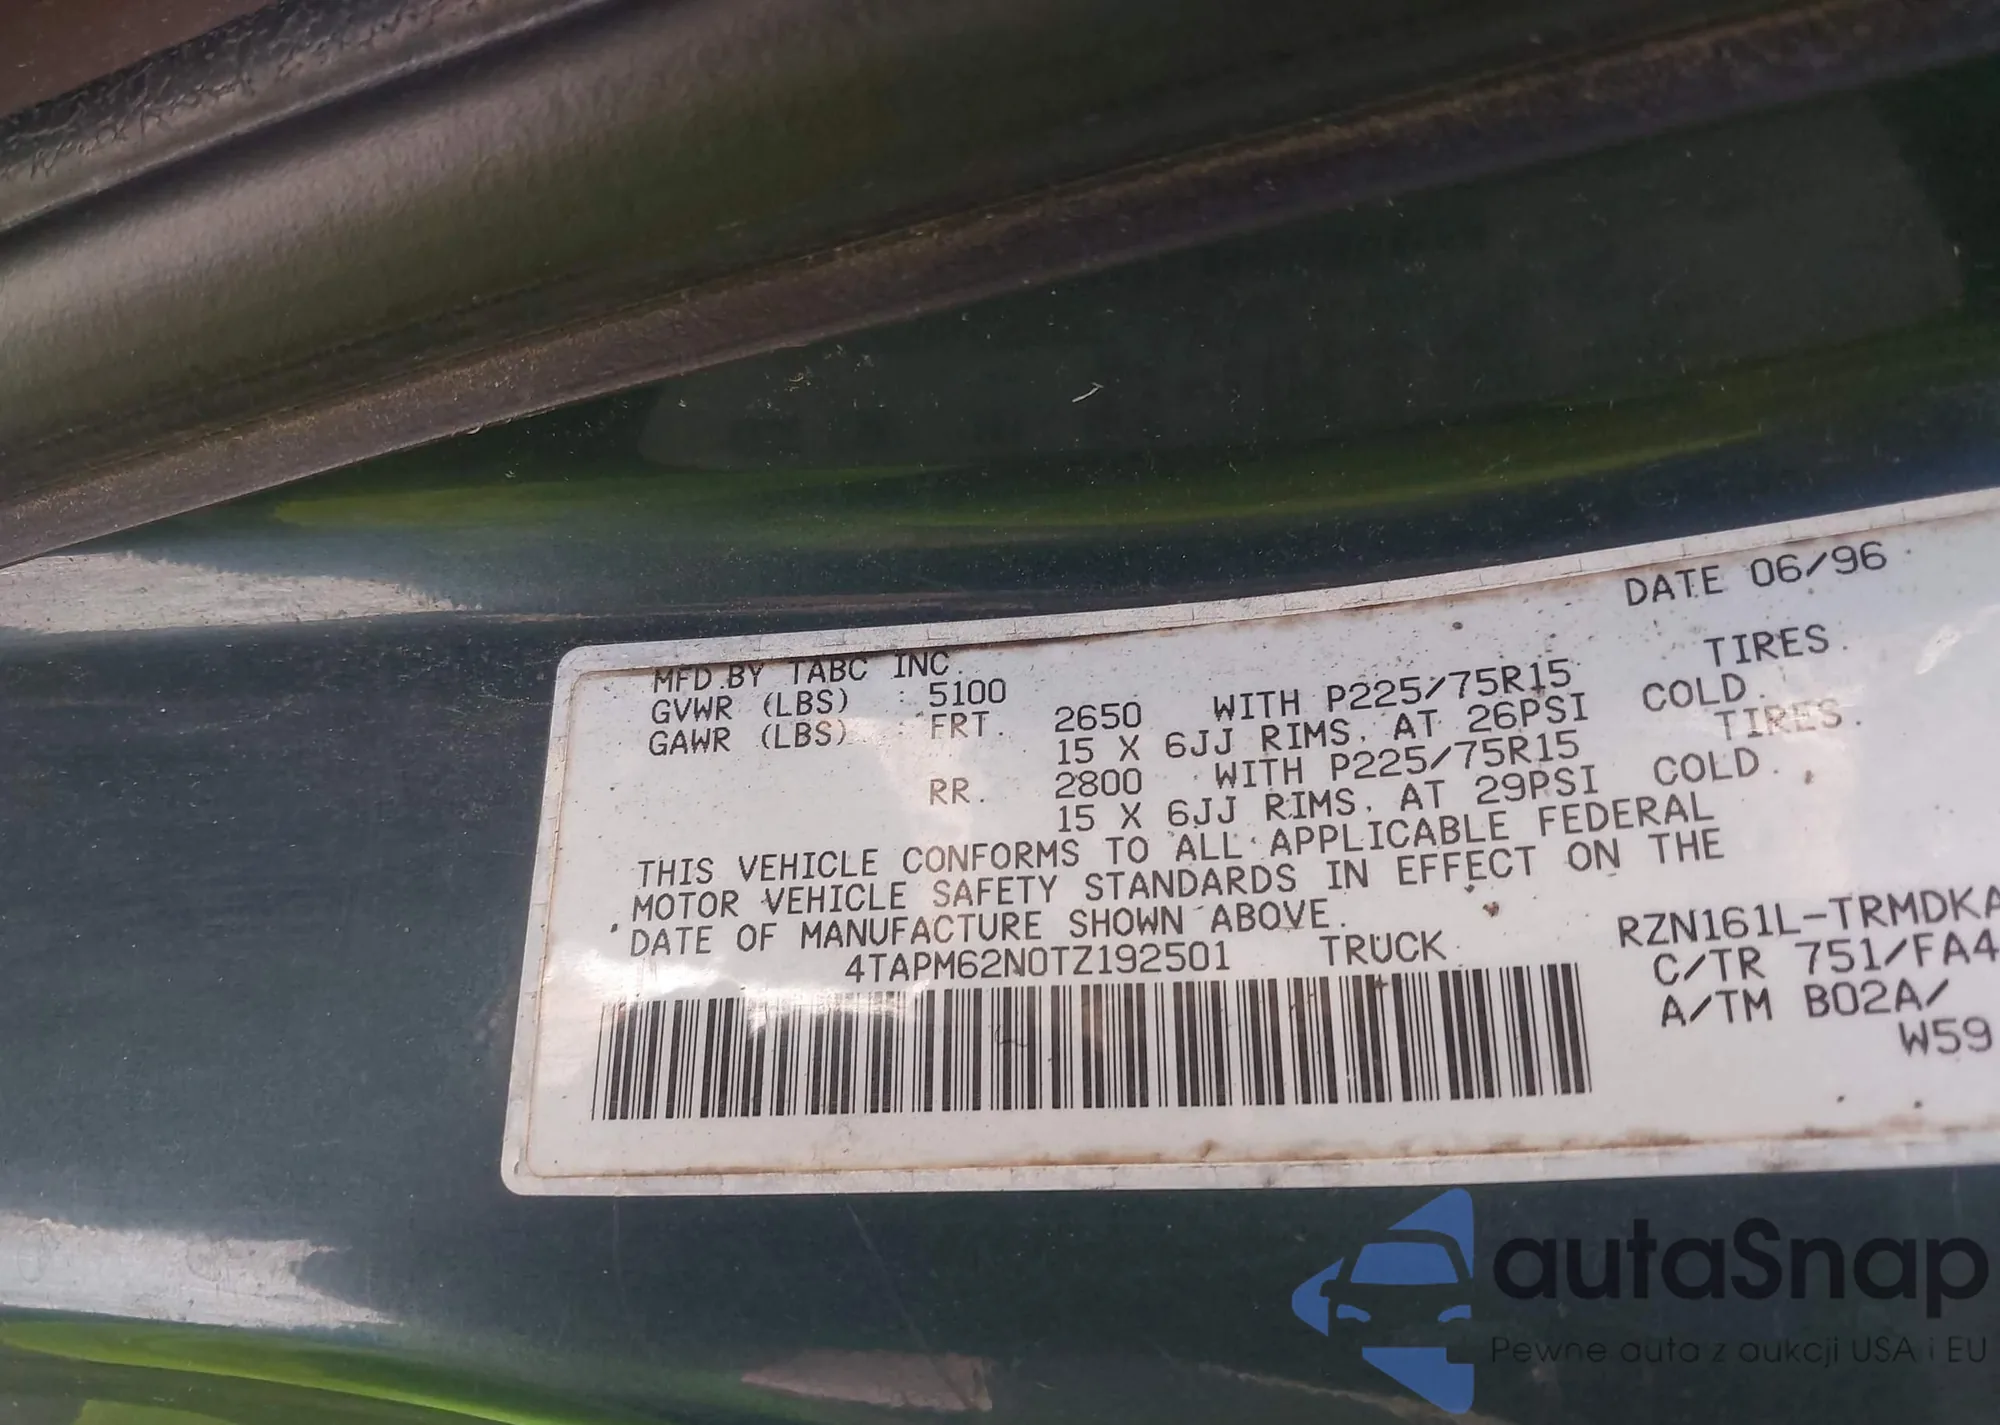 DATE 06/96
MFD.BY TABC INC.
GVWR (LBS) : 5100 WITH P225/75R15 TIRES.
GAWR (LBS) : FRT. 2650 15 X 6JJ RIMS. AT 26PSI COLD.
RR. 2800 WITH P225/75R15 TIRES.
15 X 6JJ RIMS. AT 29PSI COLD.
THIS VEHICLE CONFORMS TO ALL APPLICABLE FEDERAL
MOTOR VEHICLE SAFETY STANDARDS IN EFFECT ON THE
DATE OF MANUFACTURE SHOWN ABOVE.
4TAPM62N0TZ192501 TRUCK
RZN161L-TRMDKA
C/TR 751/FA4
A/TM B02A/
W59
autaSnap
Pewne auta z aukcji USA i EU